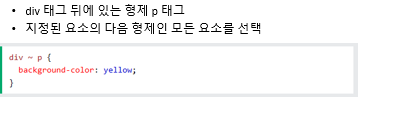 • div 태그 뒤에 있는 형제 p 태그
• 지정된 요소의 다음 형제인 모든 요소를 선택
div ~ p {
  background-color: yellow;
}